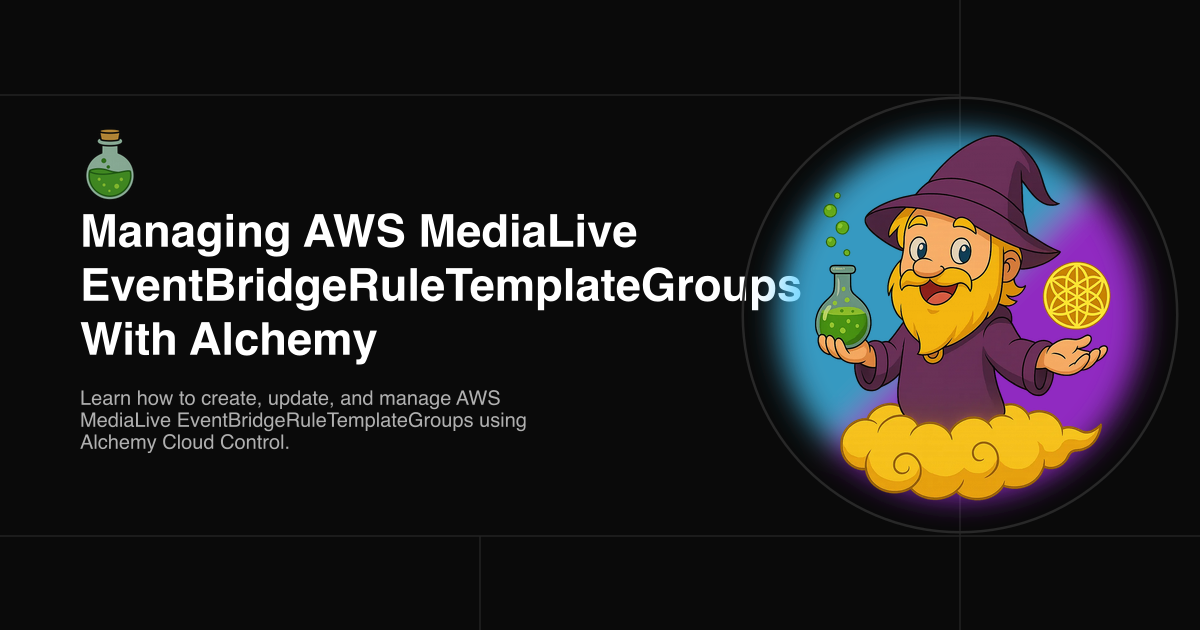 Managing AWS MediaLive
EventBridgeRuleTemplateGroups
With Alchemy
Learn how to create, update, and manage AWS
MediaLive EventBridgeRuleTemplateGroups using
Alchemy Cloud Control.